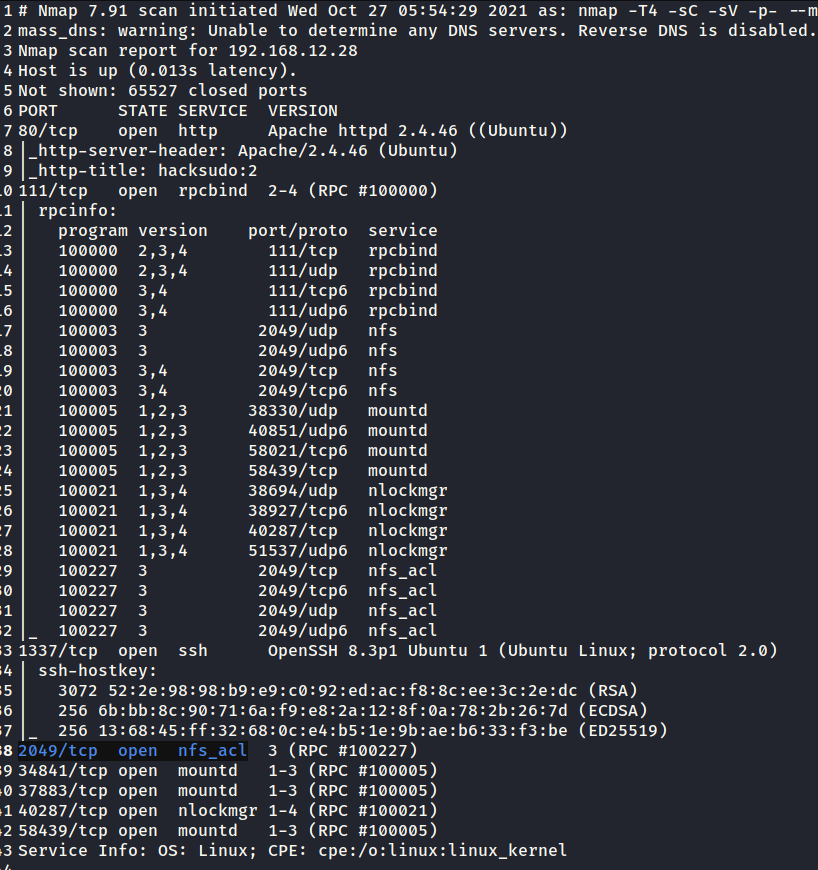 1 # Nmap 7.91 scan initiated Wed Oct 27 05:54:29 2021 as: nmap -T4 -sC -sV -p- --m
2 mass_dns: warning: Unable to determine any DNS servers. Reverse DNS is disabled.
3 Nmap scan report for 192.168.12.28
4 Host is up (0.013s latency).
5 Not shown: 65527 closed ports
6 PORT      STATE SERVICE  VERSION
7 80/tcp    open  http     Apache httpd 2.4.46 ((Ubuntu))
8 |_http-server-header: Apache/2.4.46 (Ubuntu)
9 |_http-title: hacksudo:2
10 111/tcp   open  rpcbind  2-4 (RPC #100000)
11 | rpcinfo:
12 |   program version    port/proto  service
13 |   100000  2,3,4        111/tcp   rpcbind
14 |   100000  2,3,4        111/udp   rpcbind
15 |   100000  3,4          111/tcp6  rpcbind
16 |   100000  3,4          111/udp6  rpcbind
17 |   100003  3           2049/udp   nfs
18 |   100003  3           2049/udp6  nfs
19 |   100003  3,4         2049/tcp   nfs
20 |   100003  3,4         2049/tcp6  nfs
21 |   100005  1,2,3      38330/udp   mountd
22 |   100005  1,2,3      40851/udp6  mountd
23 |   100005  1,2,3      58021/tcp6  mountd
24 |   100005  1,2,3      58439/tcp   mountd
25 |   100021  1,3,4      38694/udp   nlockmgr
26 |   100021  1,3,4      38927/tcp6  nlockmgr
27 |   100021  1,3,4      40287/tcp   nlockmgr
28 |   100021  1,3,4      51537/udp6  nlockmgr
29 |   100227  3           2049/tcp   nfs_acl
30 |   100227  3           2049/tcp6  nfs_acl
31 |   100227  3           2049/udp   nfs_acl
32 |_  100227  3           2049/udp6  nfs_acl
33 1337/tcp  open  ssh      OpenSSH 8.3p1 Ubuntu 1 (Ubuntu Linux; protocol 2.0)
34 | ssh-hostkey:
35 |   3072 52:2e:98:98:b9:e9:c0:92:ed:ac:f8:8c:ee:3c:2e:dc (RSA)
36 |   256 6b:bb:8c:90:71:6a:f9:e8:2a:12:8f:0a:78:2b:26:7d (ECDSA)
37 |_  256 13:68:45:ff:32:68:0c:e4:b5:1e:9b:ae:b6:33:f3:be (ED25519)
38 2049/tcp  open  nfs_acl  3 (RPC #100227)
39 34841/tcp open  mountd   1-3 (RPC #100005)
40 37883/tcp open  mountd   1-3 (RPC #100005)
41 40287/tcp open  nlockmgr 1-4 (RPC #100021)
42 58439/tcp open  mountd   1-3 (RPC #100005)
43 Service Info: OS: Linux; CPE: cpe:/o:linux:linux_kernel